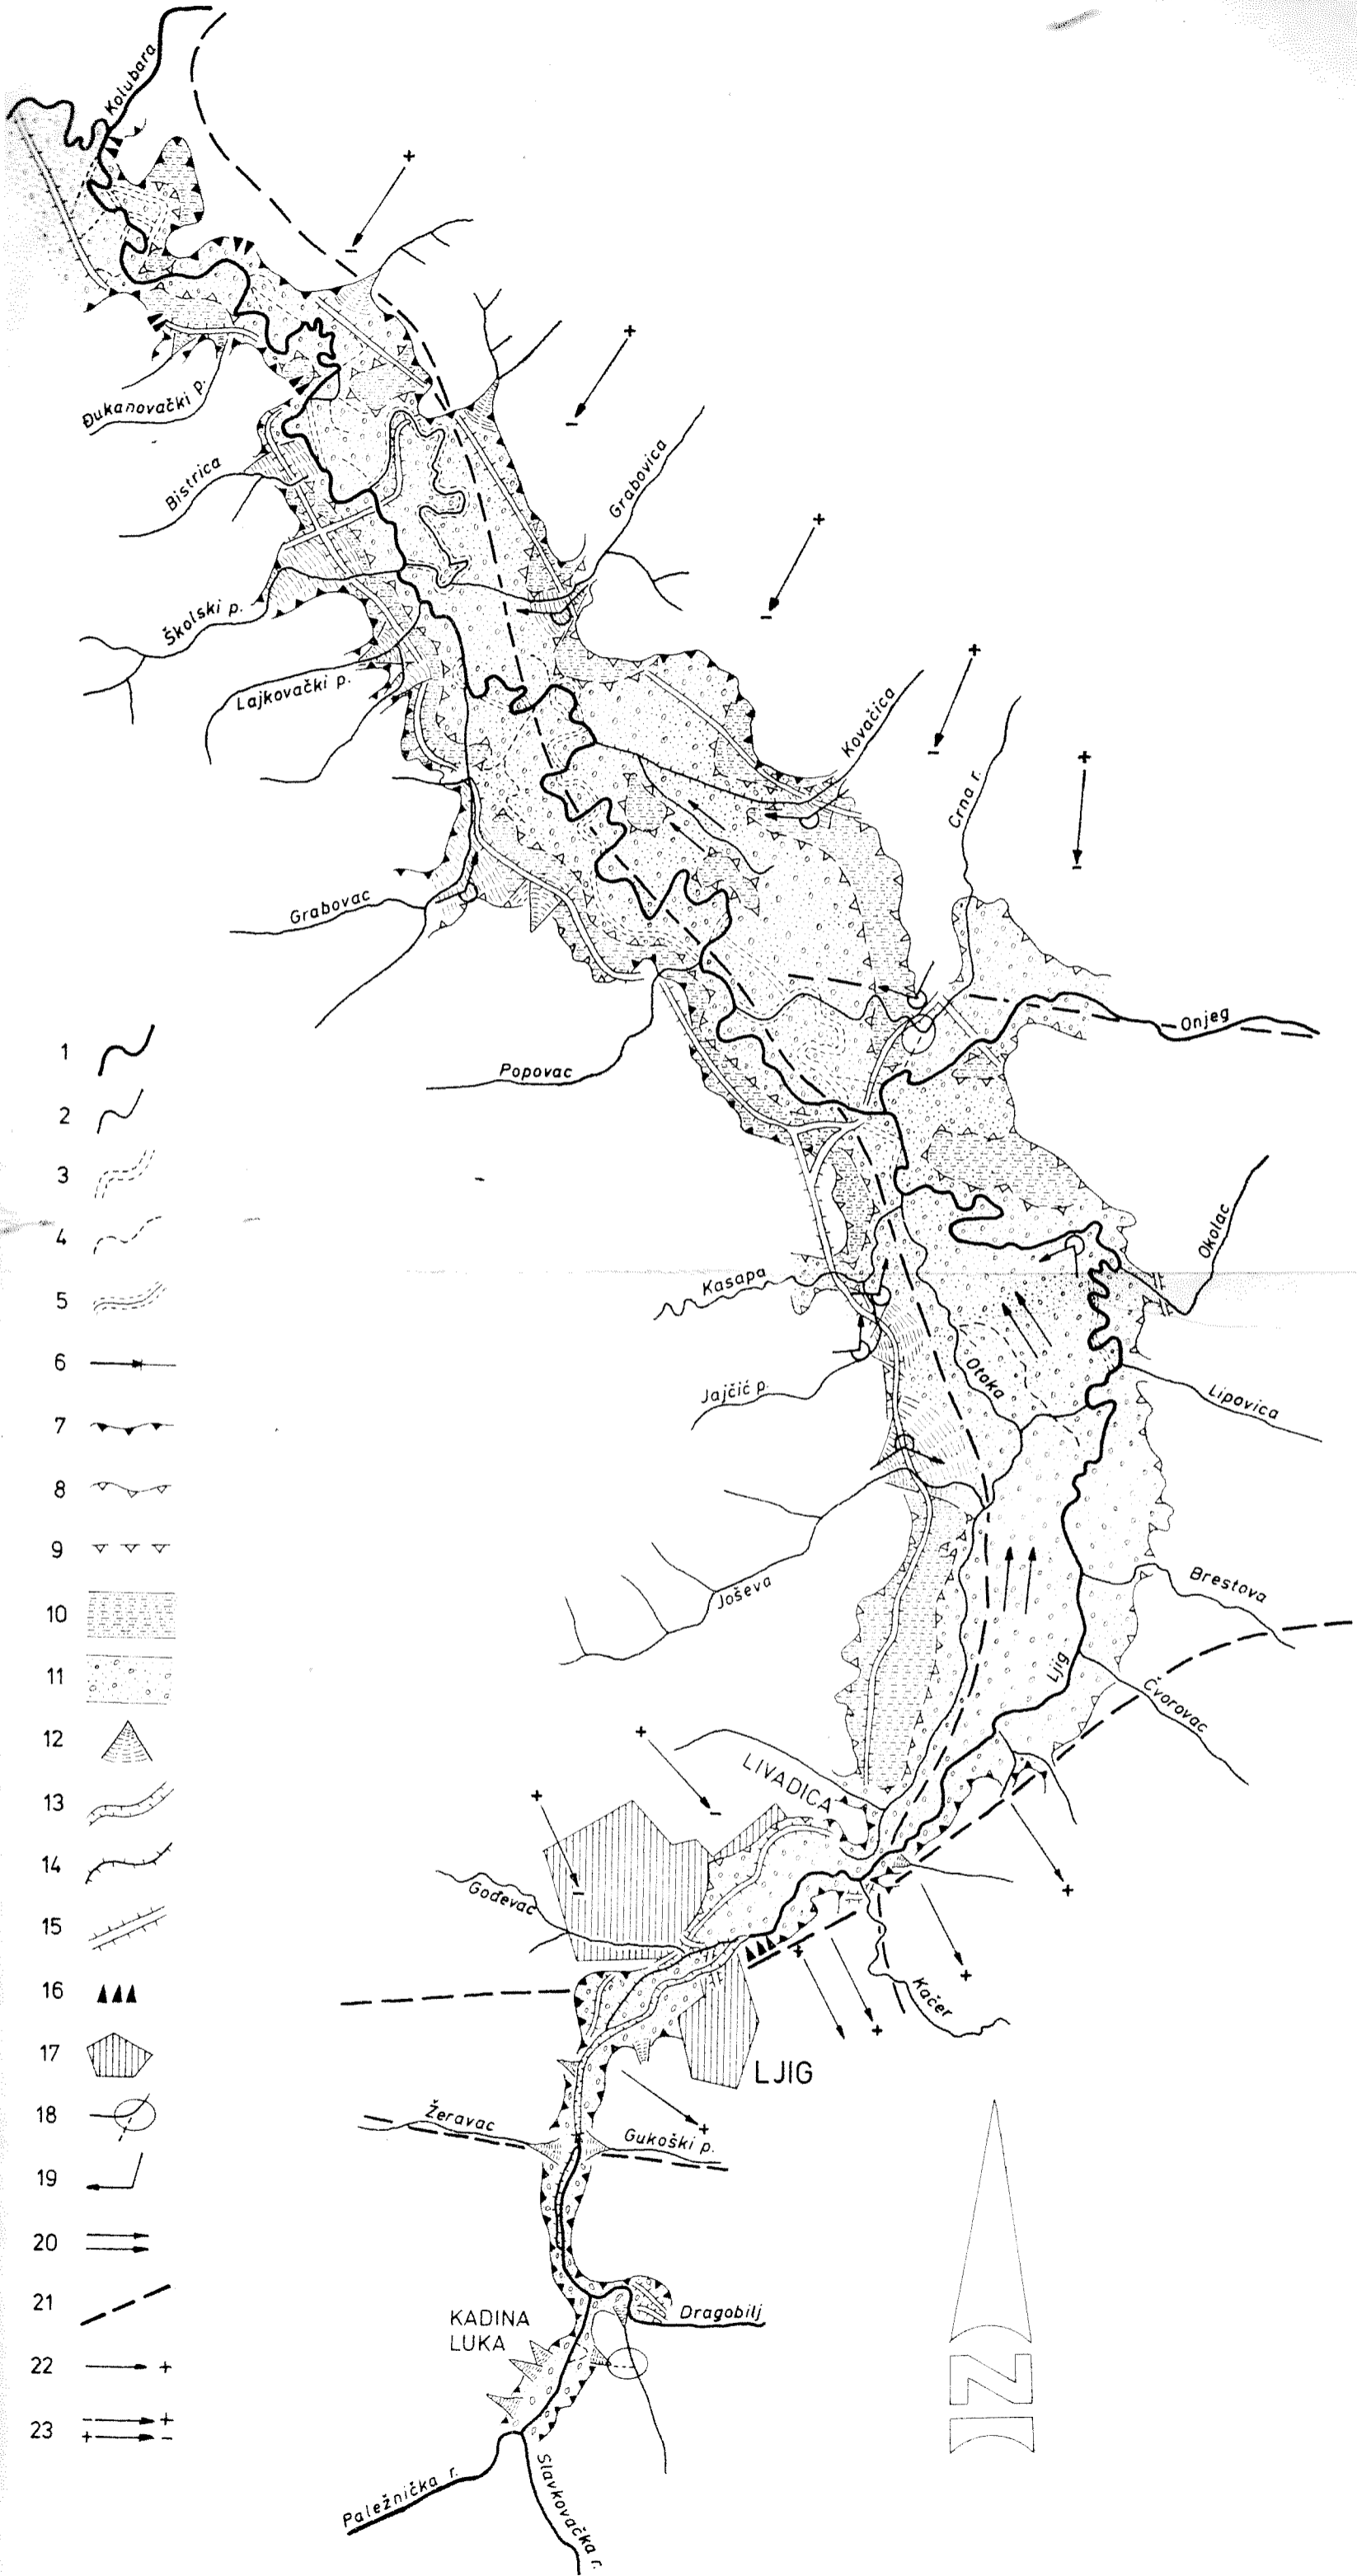 Kolubara
Đukanovački p.
Bistrica
Grabovica
Školski p.
Lajkovački p.
Kovačica
Crna r.
Grabovac
Onjeg
Popovac
Okolac
Kasapa
Otoka
Jajčić p.
Lipovica
Joševa
Brestova
Ljig
Čvorovac
LIVADICA
Gođevac
Kačer
LJIG
Žeravac
Gukoški p.
Dragobilj
KADINA
LUKA
Paležnička r.
Slavkovačka r.
N
1
2
3
4
5
6
7
8
9
10
11
12
13
14
15
16
17
18
19
20
21
22
23